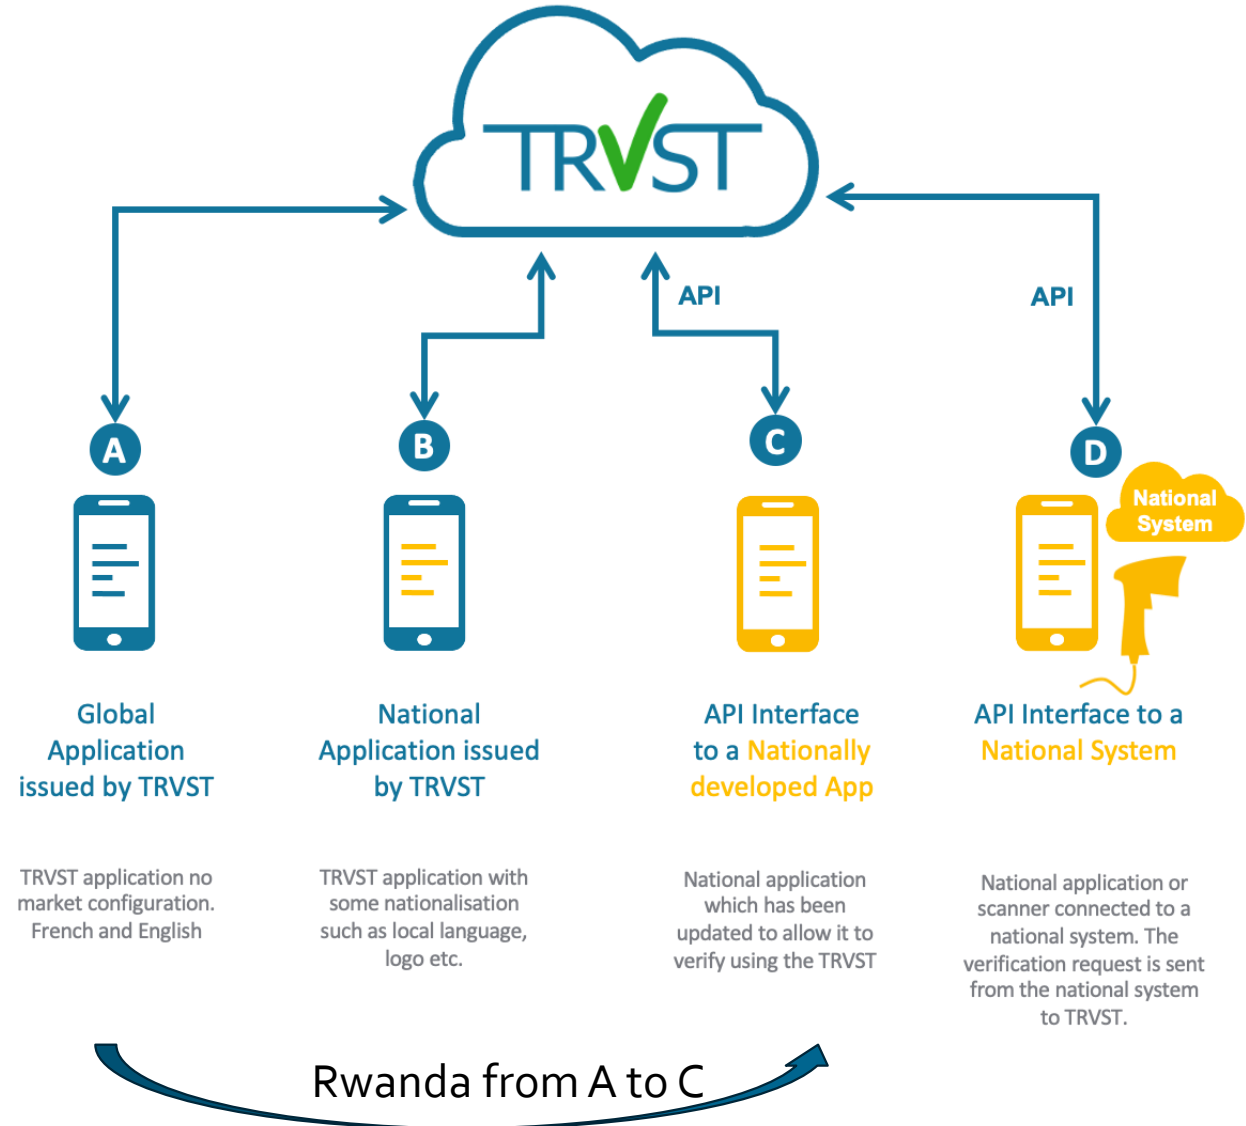 TRVST
API
API
A
B
C
D
National
System
Global
Application
issued by TRVST
National
Application issued
by TRVST
API Interface
to a Nationally
developed App
API Interface to a
National System
TRVST application no
market configuration.
French and English
TRVST application with
some nationalisation
such as local language,
logo etc.
National application
which has been
updated to allow it to
verify using the TRVST
National application or
scanner connected to a
national system. The
verification request is sent
from the national system
to TRVST.
Rwanda from A to C